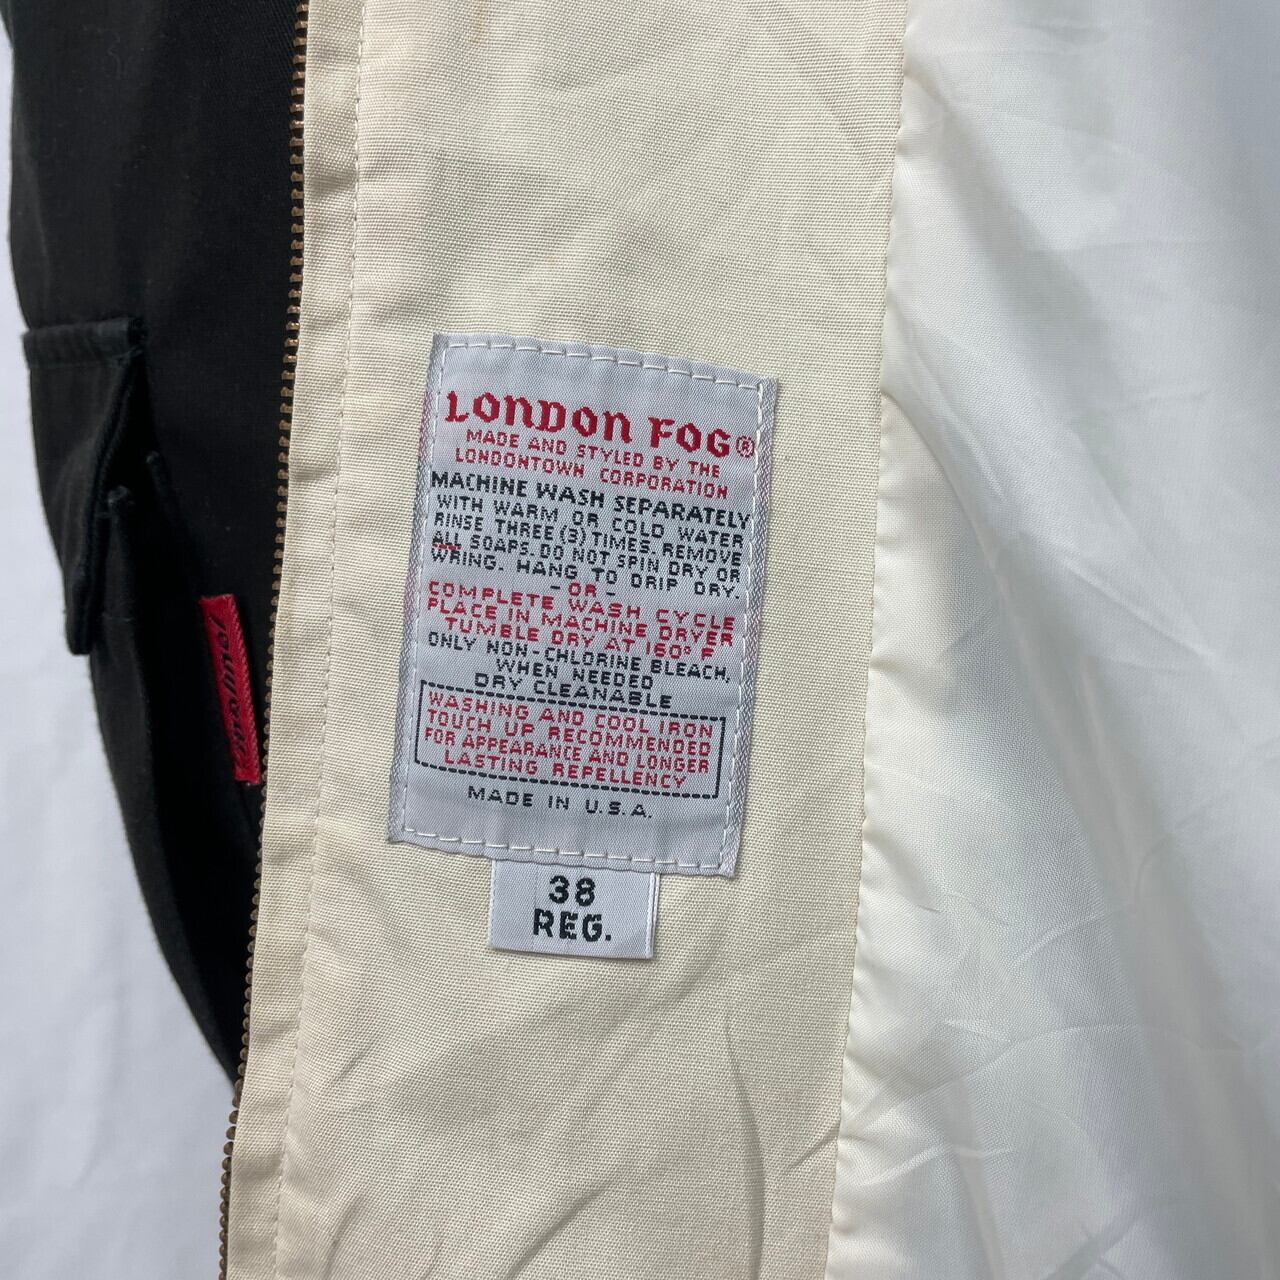 LONDON FOG®
MADE AND STYLED BY THE
LONDONTOWN CORPORATION
MACHINE WASH SEPARATELY
WITH WARM OR COLD WATER
RINSE THREE (3) TIMES. REMOVE
ALL SOAPS. DO NOT SPIN DRY OR
WRING. HANG TO DRIP DRY.
- OR -
COMPLETE WASH CYCLE
PLACE IN MACHINE DRYER
TUMBLE DRY AT 160° F
ONLY NON-CHLORINE BLEACH,
WHEN NEEDED
DRY CLEANABLE
WASHING AND COOL IRON
TOUCH UP RECOMMENDED
FOR APPEARANCE AND LONGER
LASTING REPELLENCY
MADE IN U.S.A.
38
REG.